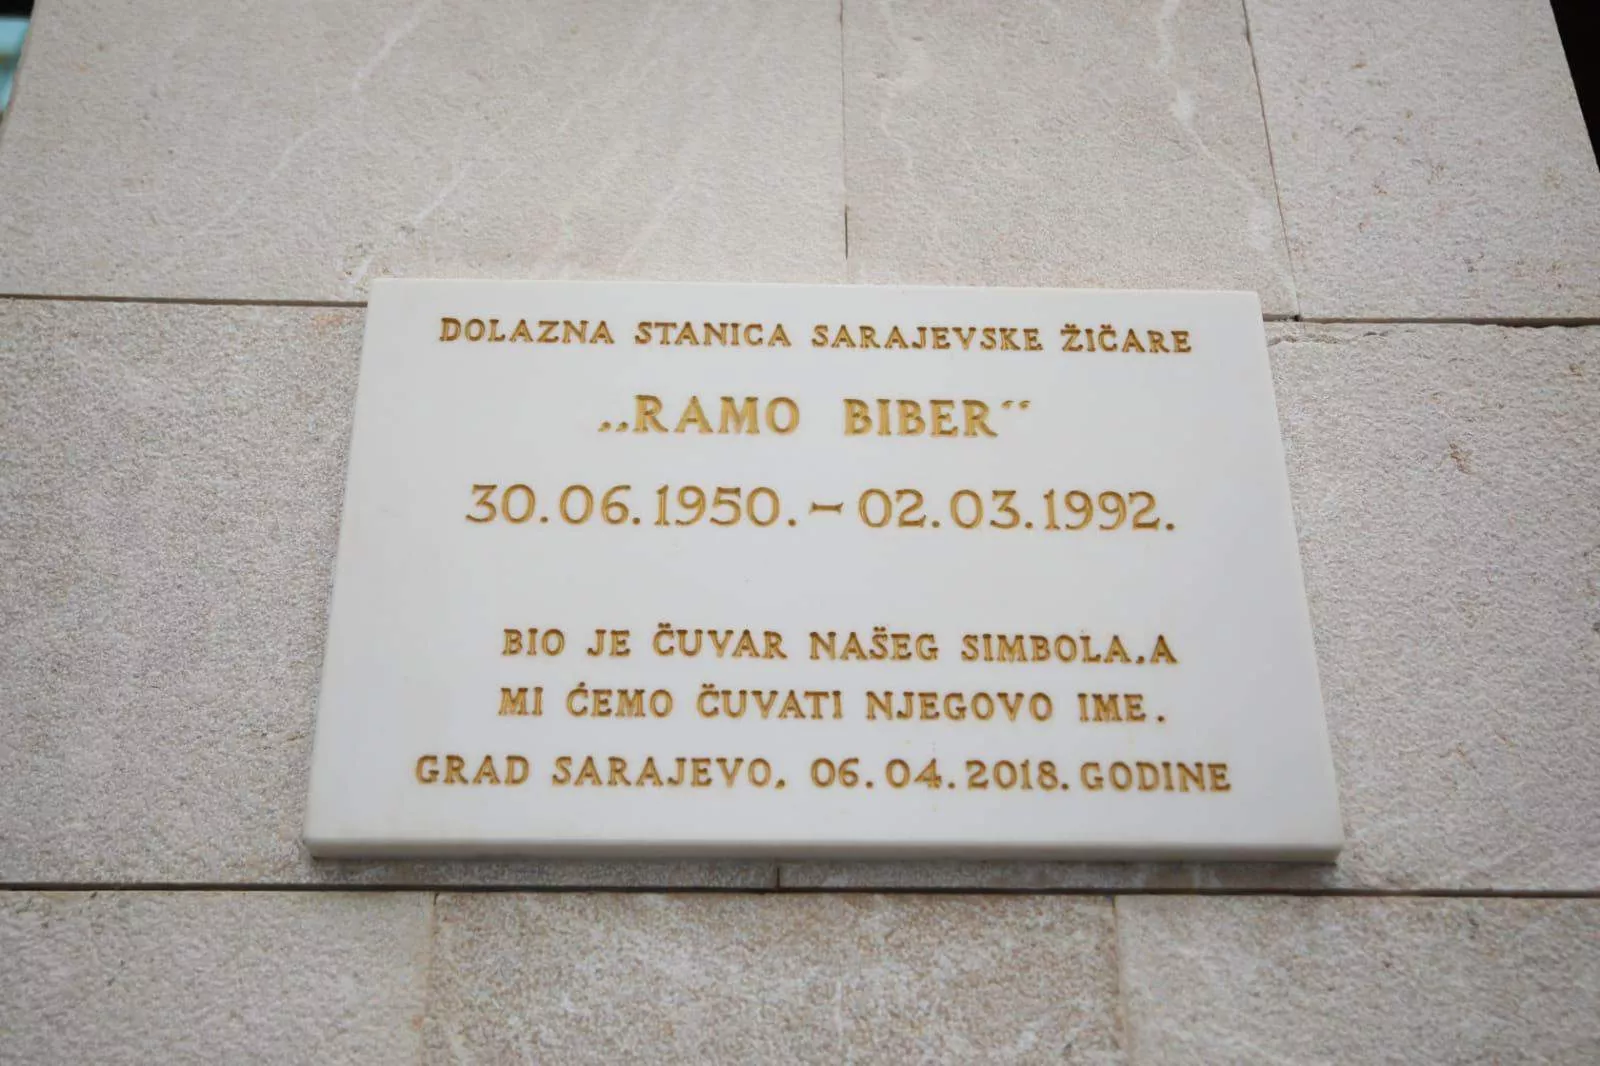 DOLAZNA STANICA SARAJEVSKE ŽIČARE
„RAMO BIBER“
30.06.1950. – 02.03.1992.
BIO JE ČUVAR NAŠEG SIMBOLA, A
MI ĆEMO ČUVATI NJEGOVO IME.
GRAD SARAJEVO, 06.04.2018. GODINE